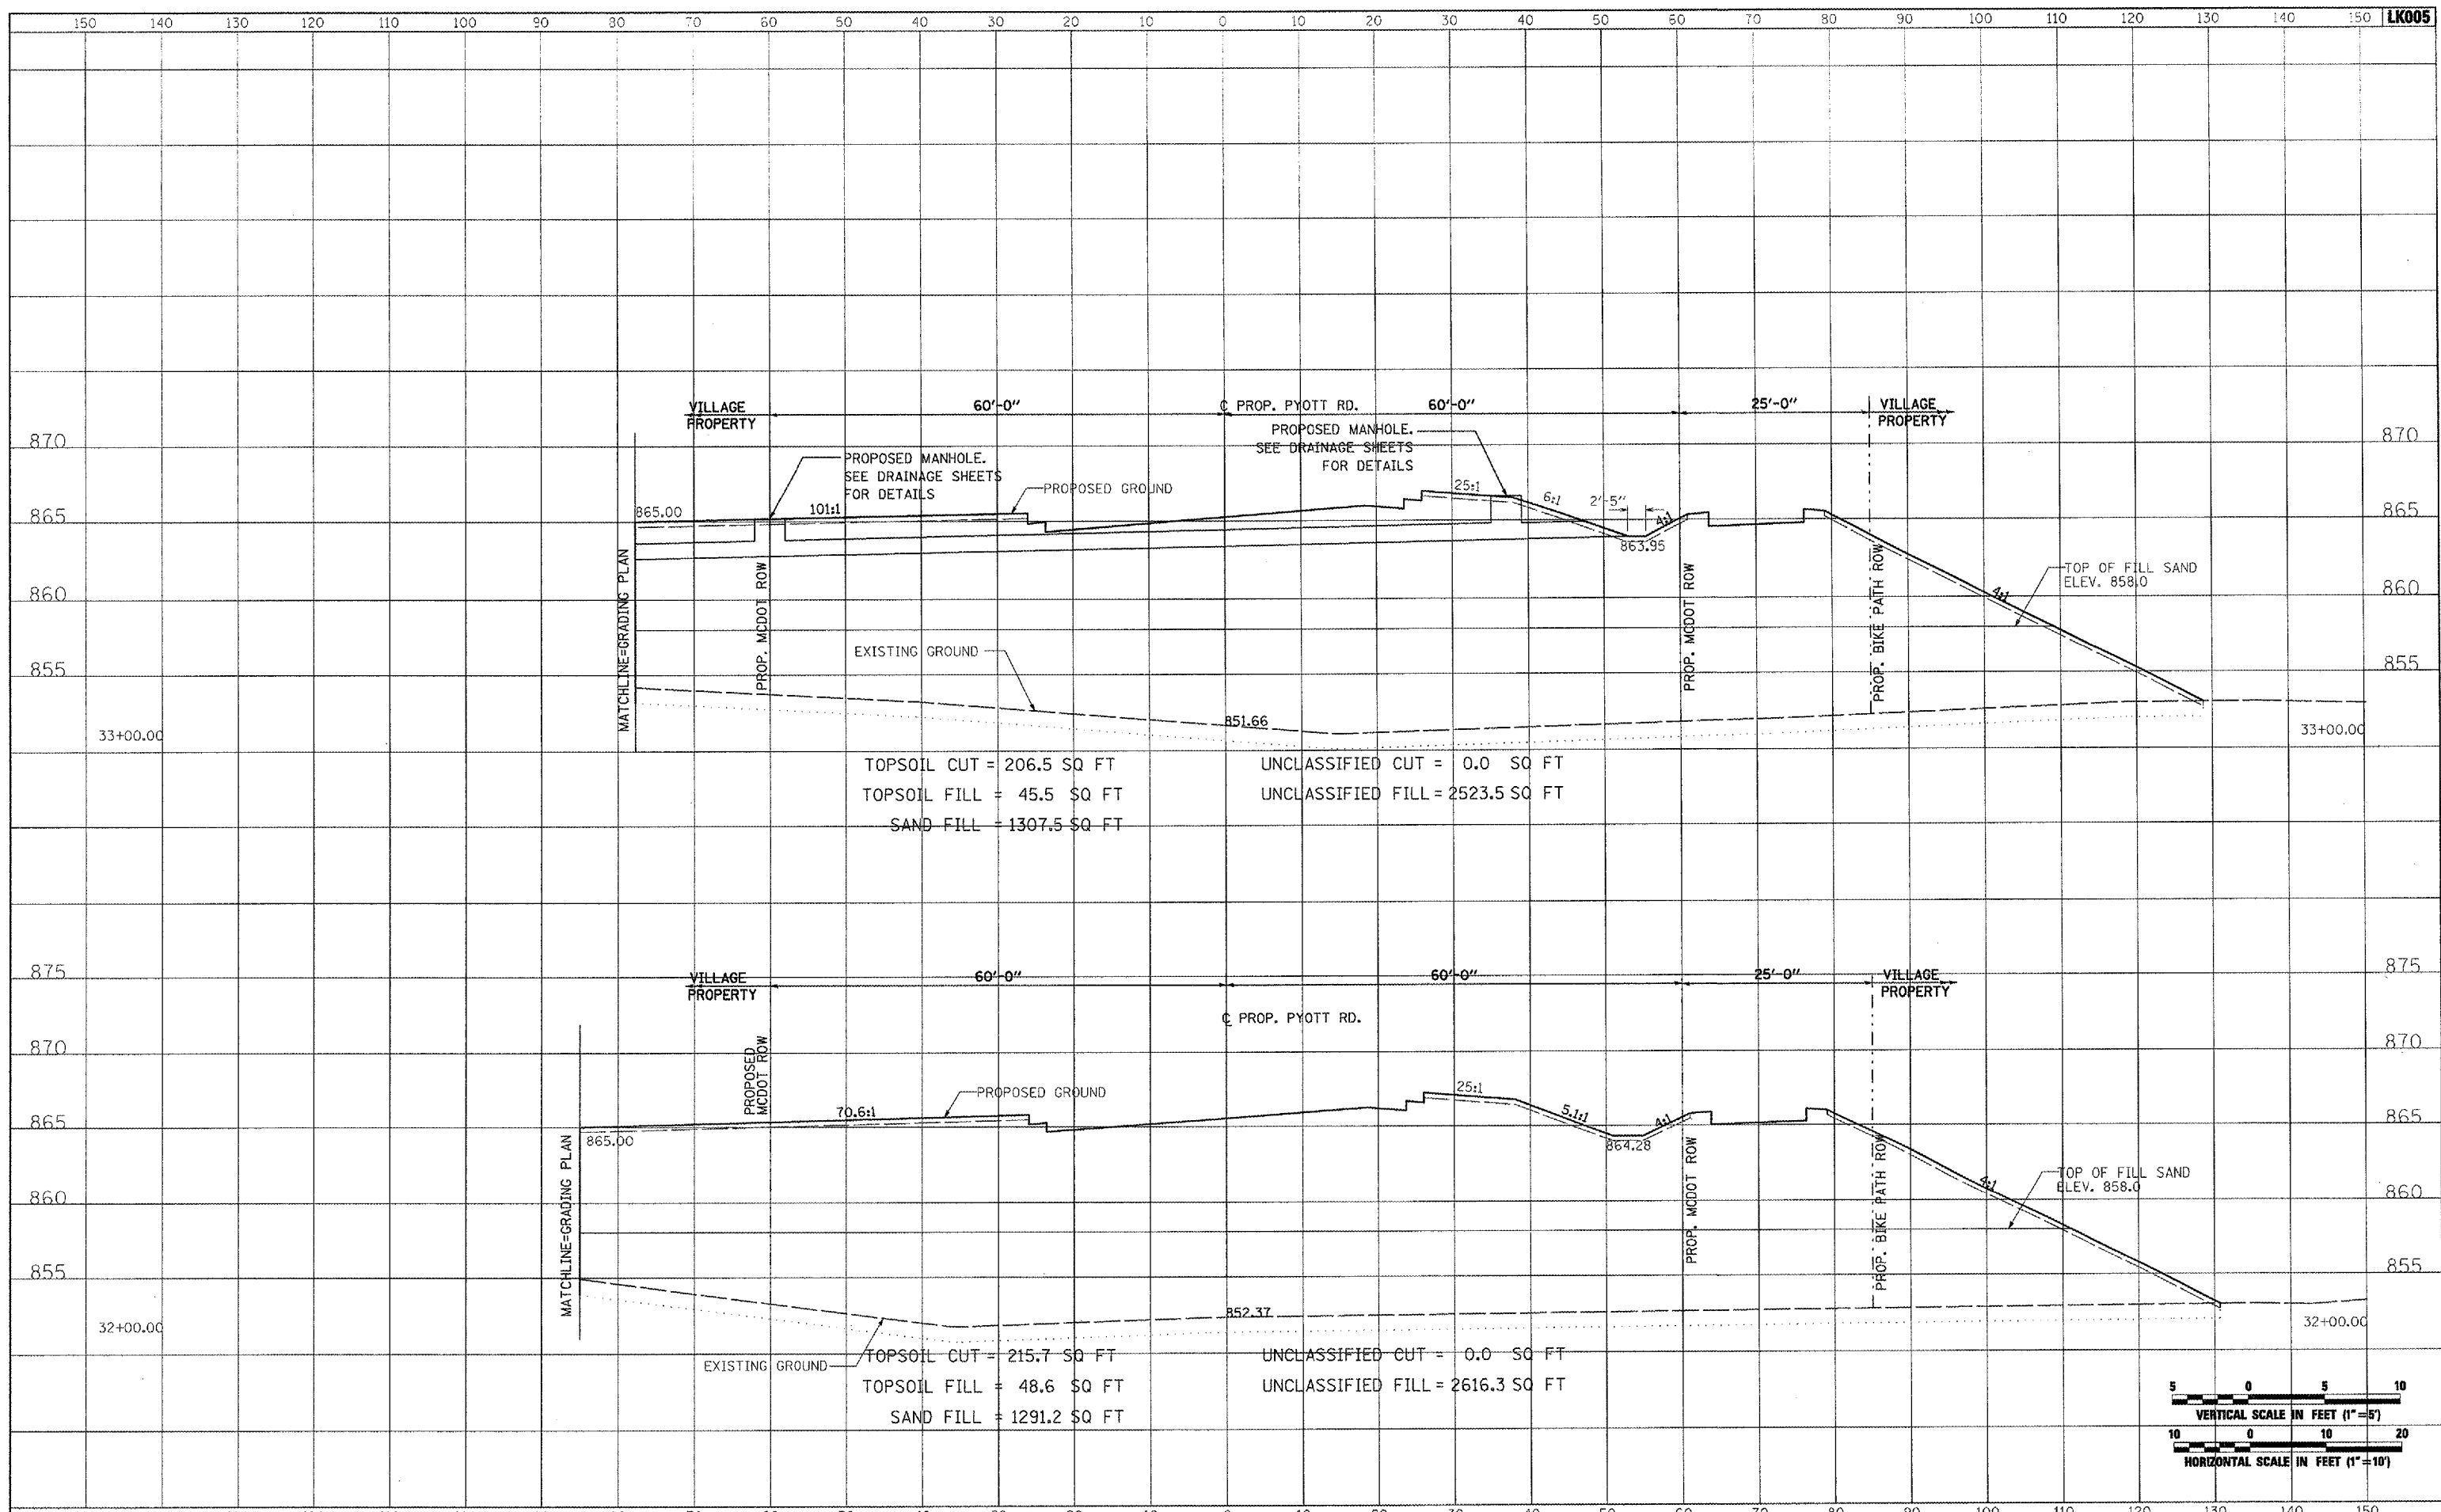 150 140 130 120 110 100 90 80 70 60 50 40 30 20 10 0 10 20 30 40 50 60 70 80 90 100 110 120 130 140 150 LK005
VILLAGE
PROPERTY
60'-0"
℄ PROP. PYOTT RD.
60'-0"
25'-0"
VILLAGE
PROPERTY
870
870
PROPOSED MANHOLE.
SEE DRAINAGE SHEETS
FOR DETAILS
PROPOSED MANHOLE.
SEE DRAINAGE SHEETS
FOR DETAILS
PROPOSED GROUND
865.00
101:1
25:1
6:1
2'-5"
4:1
863.95
865
865
MATCHLINE=GRADING PLAN
PROP. MCDOT ROW
PROP. MCDOT ROW
PROP. BIKE PATH ROW
4:1
TOP OF FILL SAND
ELEV. 858.0
860
860
EXISTING GROUND
855
855
851.66
33+00.00
33+00.00
TOPSOIL CUT = 206.5 SQ FT
TOPSOIL FILL = 45.5 SQ FT
SAND FILL = 1307.5 SQ FT
UNCLASSIFIED CUT = 0.0 SQ FT
UNCLASSIFIED FILL = 2523.5 SQ FT
875
875
VILLAGE
PROPERTY
60'-0"
60'-0"
25'-0"
VILLAGE
PROPERTY
℄ PROP. PYOTT RD.
870
870
PROPOSED
MCDOT ROW
PROPOSED GROUND
70.6:1
25:1
5.1:1
4:1
864.28
865
865
865.00
MATCHLINE=GRADING PLAN
PROP. MCDOT ROW
PROP. BIKE PATH ROW
4:1
TOP OF FILL SAND
ELEV. 858.0
860
860
855
855
852.37
32+00.00
32+00.00
EXISTING GROUND
TOPSOIL CUT = 215.7 SQ FT
TOPSOIL FILL = 48.6 SQ FT
SAND FILL = 1291.2 SQ FT
UNCLASSIFIED CUT = 0.0 SQ FT
UNCLASSIFIED FILL = 2616.3 SQ FT
5 0 5 10
VERTICAL SCALE IN FEET (1"=5')
10 0 10 20
HORIZONTAL SCALE IN FEET (1"=10')